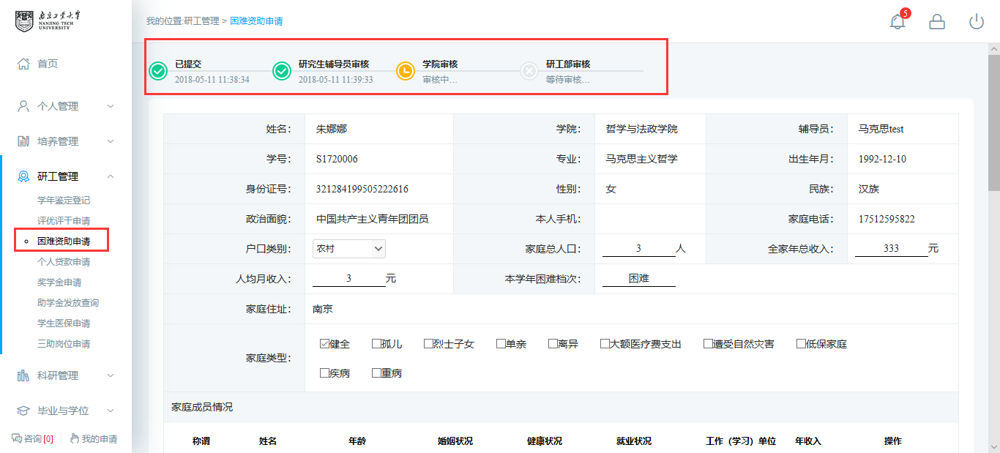 南京工业大学
NANJING TECH
UNIVERSITY
我的位置:研工管理 > 困难资助申请
5
首页
个人管理
培养管理
研工管理
学年鉴定登记
评优评干申请
困难资助申请
个人贷款申请
奖学金申请
助学金发放查询
学生医保申请
三助岗位申请
科研管理
毕业与学位
咨询[0] 我的申请
已提交 研究生辅导员审核 学院审核 研工部审核
2018-05-11 11:38:34 2018-05-11 11:39:33 审核中... 等待审核...
姓名: 朱娜娜 学院: 哲学与法政学院 辅导员: 马克思test
学号: S1720006 专业: 马克思主义哲学 出生年月: 1992-12-10
身份证号: 321284199505222616 性别: 女 民族: 汉族
政治面貌: 中国共产主义青年团团员 本人手机: 家庭电话: 17512595822
户口类别: 农村 家庭总人口: 3 人 全家年总收入: 333 元
人均月收入: 3 元 本学年困难档次: 困难
家庭住址: 南京
家庭类型: 健全 孤儿 烈士子女 单亲 离异 大额医疗费支出 遭受自然灾害 低保家庭
疾病 重病
家庭成员情况
称谓 姓名 年龄 婚姻状况 健康状况 就业状况 工作（学习）单位 年收入 操作